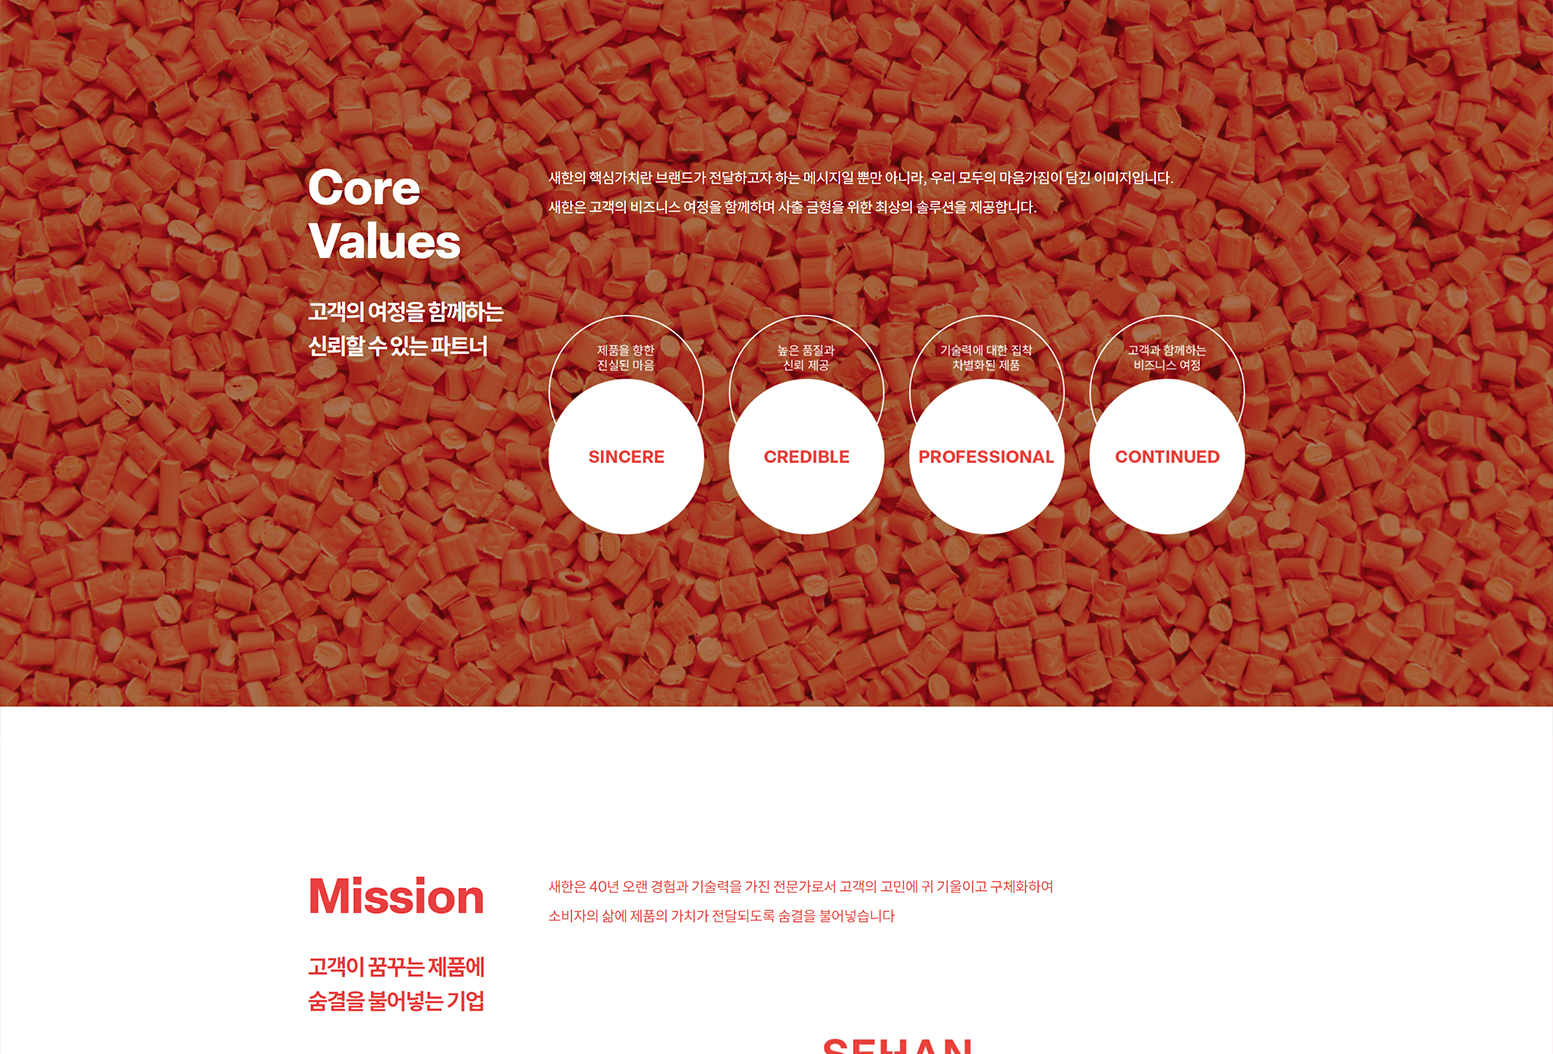 Core
Values
고객의 여정을 함께하는
신뢰할 수 있는 파트너
새한의 핵심가치란 브랜드가 전달하고자 하는 메시지일 뿐만 아니라, 우리 모두의 마음가짐이 담긴 이미지입니다.
새한은 고객의 비즈니스 여정을 함께하며 사출 금형을 위한 최상의 솔루션을 제공합니다.
제품을 향한
진실된 마음
SINCERE
높은 품질과
신뢰 제공
CREDIBLE
기술력에 대한 집착
차별화된 제품
PROFESSIONAL
고객과 함께하는
비즈니스 여정
CONTINUED
Mission
고객이 꿈꾸는 제품에
숨결을 불어넣는 기업
새한은 40년 오랜 경험과 기술력을 가진 전문가로서 고객의 고민에 귀 기울이고 구체화하여
소비자의 삶에 제품의 가치가 전달되도록 숨결을 불어넣습니다
SEHAN